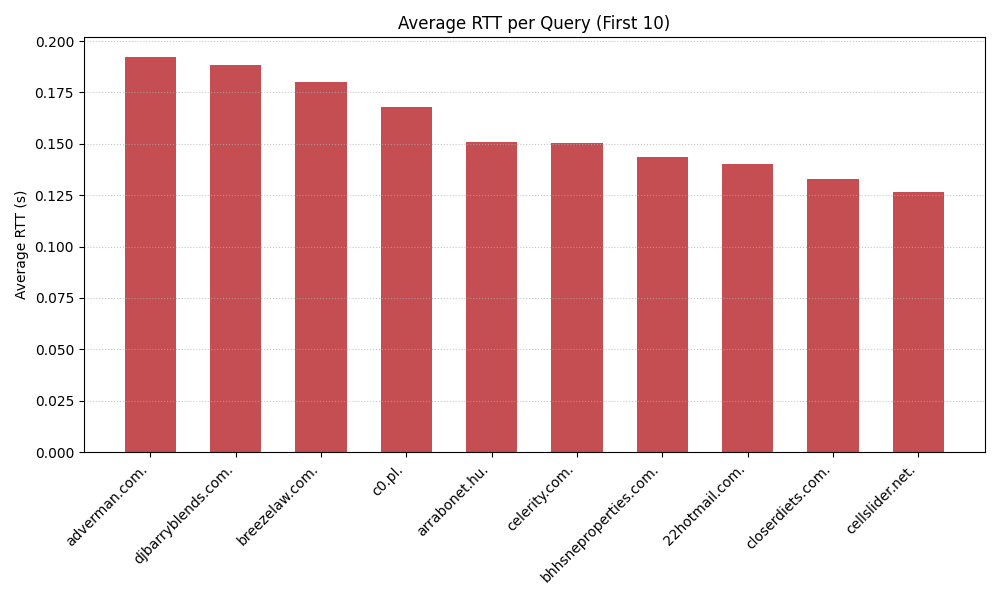 Average RTT per Query (First 10)
Average RTT (s)
0.200
0.175
0.150
0.125
0.100
0.075
0.050
0.025
0.000
adverman.com.
djbarryblends.com.
breezelaw.com.
c0.pl.
arrabonet.hu.
celerity.com.
bhhsneproperties.com.
22hotmail.com.
closerdiets.com.
cellslider.net.